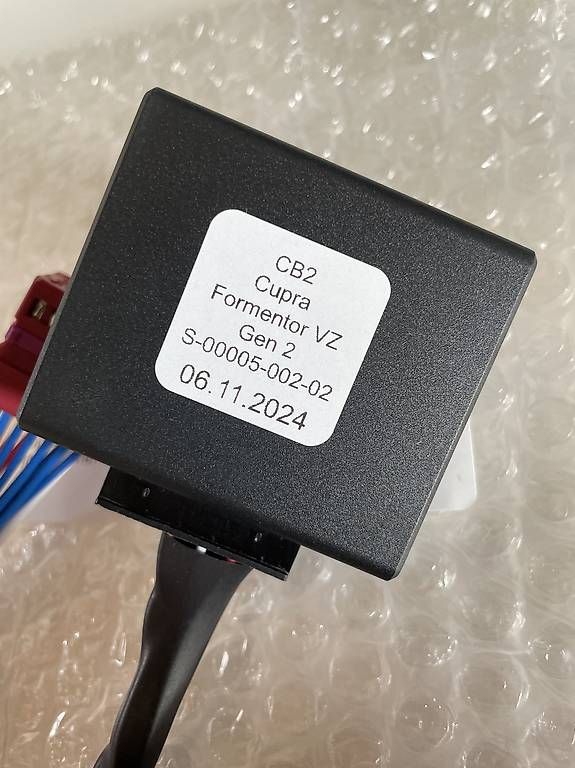 CB2
Cupra
Formentor VZ
Gen 2
S-00005-002-02
06.11.2024